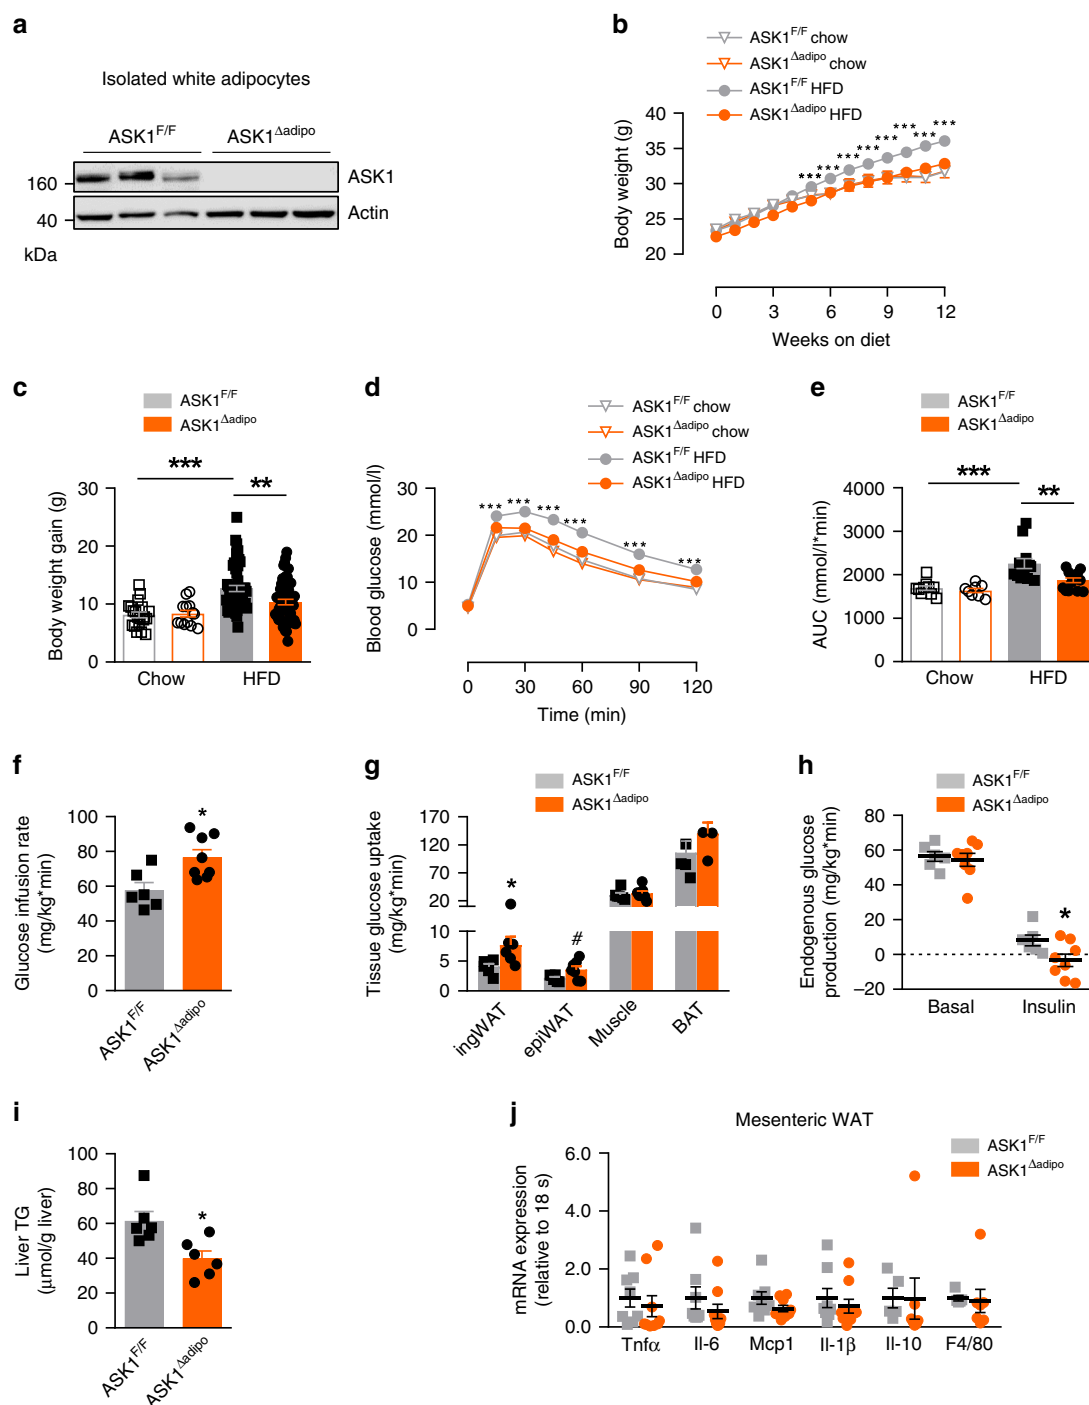 a
Isolated white adipocytes
ASK1F/F ASK1Δadipo
160 ASK1
40 Actin
kDa
b
ASK1F/F chow
ASK1Δadipo chow
ASK1F/F HFD
ASK1Δadipo HFD
Body weight (g)
40
35
30
25
20
*** *** *** *** *** *** *** ***
0 3 6 9 12
Weeks on diet
c
ASK1F/F
ASK1Δadipo
*** **
Body weight gain (g)
30
20
10
0
Chow HFD
d
ASK1F/F chow
ASK1Δadipo chow
ASK1F/F HFD
ASK1Δadipo HFD
Blood glucose (mmol/l)
30
20
10
0
*** *** *** *** *** ***
0 30 60 90 120
Time (min)
e
ASK1F/F
ASK1Δadipo
*** **
AUC (mmol/l*min)
4000
3000
2000
1000
0
Chow HFD
f
Glucose infusion rate
(mg/kg*min)
100
80
60
40
20
0
*
ASK1F/F
ASK1Δadipo
g
ASK1F/F
ASK1Δadipo
Tissue glucose uptake
(mg/kg*min)
170
120
70
20
10
5
0
* #
ingWAT
epiWAT
Muscle
BAT
h
ASK1F/F
ASK1Δadipo
Endogenous glucose
production (mg/kg*min)
80
60
40
20
0
–20
*
Basal Insulin
i
Liver TG
(μmol/g liver)
100
80
60
40
20
0
*
ASK1F/F
ASK1Δadipo
j
Mesenteric WAT
ASK1F/F
ASK1Δadipo
mRNA expression
(relative to 18 s)
6.0
4.0
2.0
0.0
Tnfα Il-6 Mcp1 Il-1β Il-10 F4/80